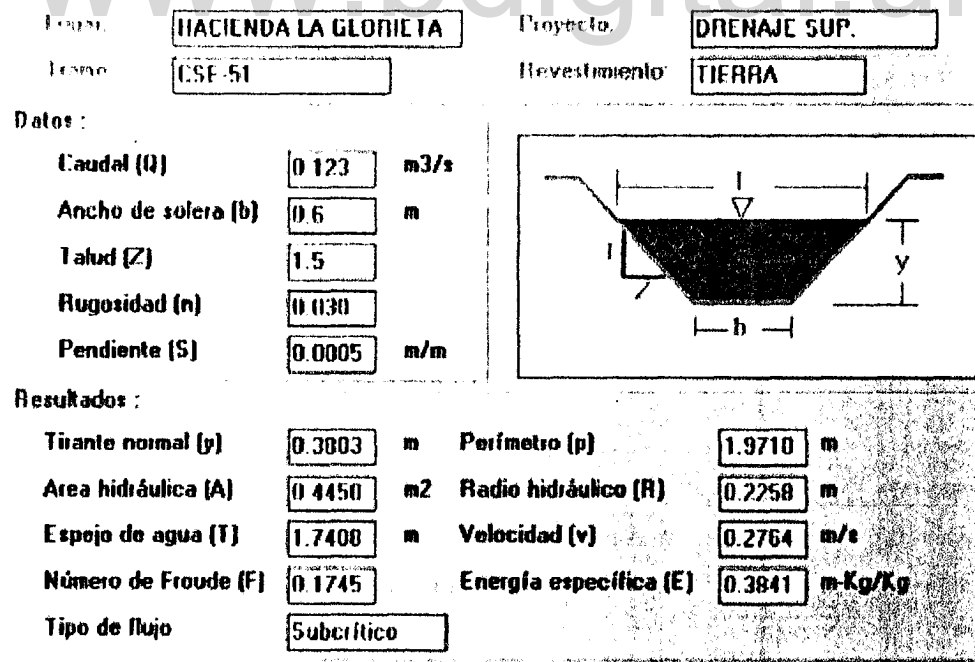 Lugar: HACIENDA LA GLORIETA Proyecto: DRENAJE SUP.
Tramo: CSE-51 Revestimiento: TIERRA
Datos :
Caudal (Q) 0.123 m3/s
Ancho de solera (b) 0.6 m
Talud (Z) 1.5
Rugosidad (n) 0.030
Pendiente (S) 0.0005 m/m
T
1
y
b
Resultados :
Tirante normal (y) 0.3803 m Perímetro (p) 1.9710 m
Area hidráulica (A) 0.4450 m2 Radio hidráulico (R) 0.2258 m
Espejo de agua (T) 1.7408 m Velocidad (v) 0.2764 m/s
Número de Froude (F) 0.1745 Energía específica (E) 0.3841 m-Kg/Kg
Tipo de flujo Subcrítico